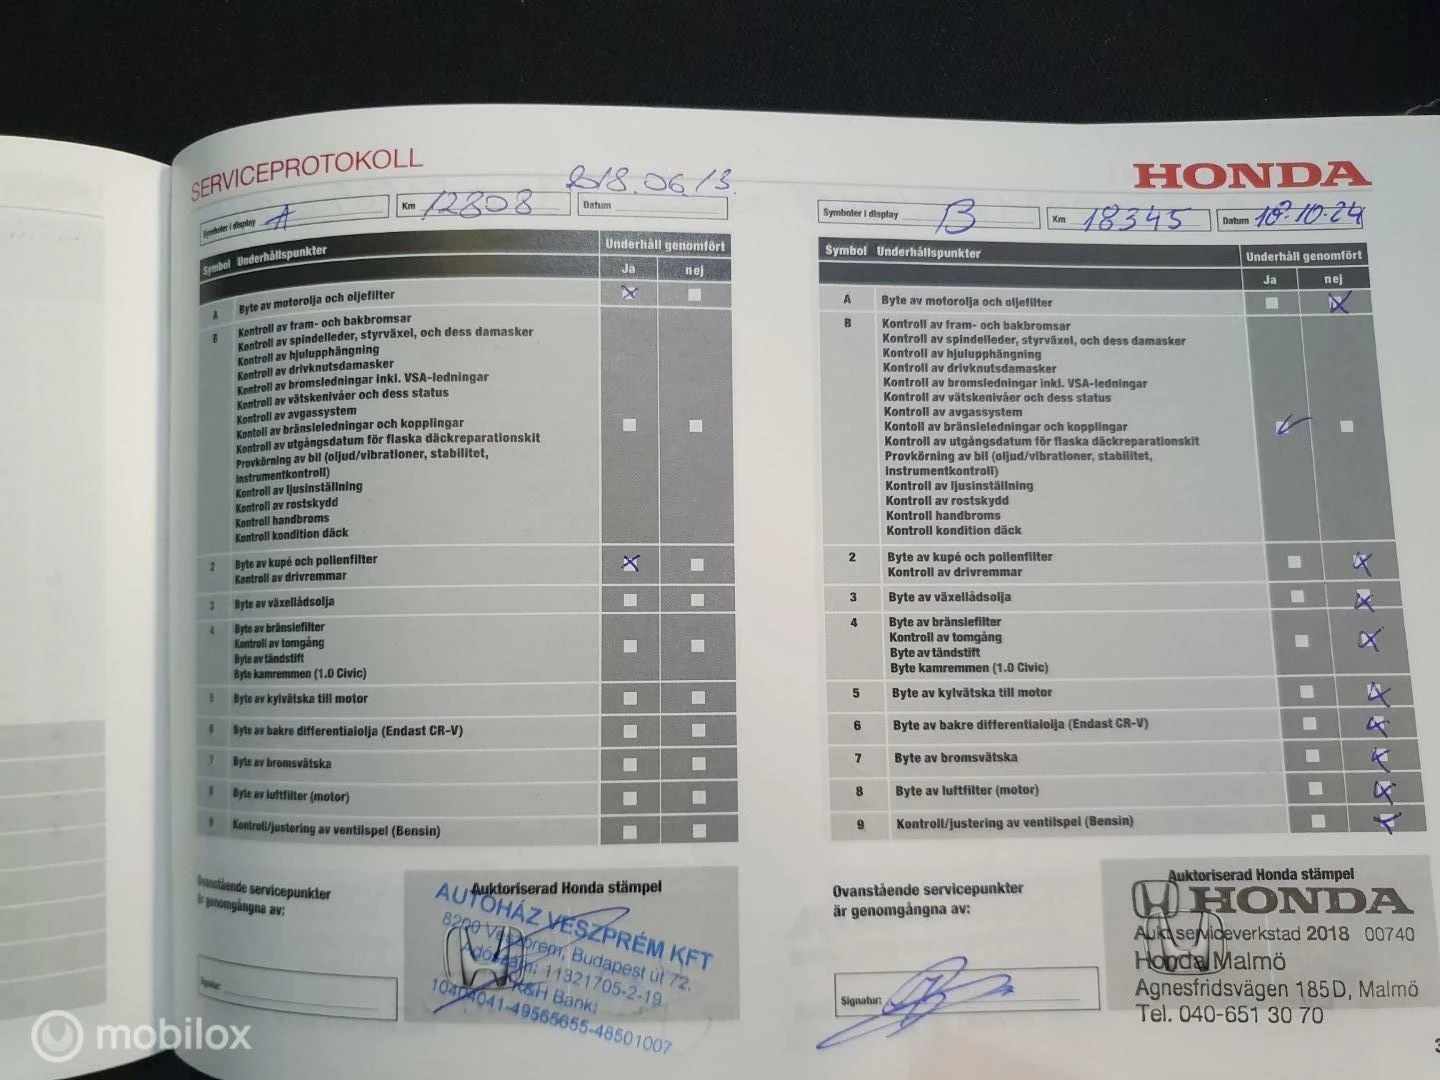 SERVICEPROTOKOLL
Symboler i display A
Km 12808
Datum 2018.06.13.
Symbol Underhållspunkter
Underhåll genomfört
Ja nej
A Byte av motorolja och oljefilter
B Kontroll av fram- och bakbromsar
Kontroll av spindelleder, styrväxel, och dess damasker
Kontroll av hjulupphängning
Kontroll av drivknutsdamasker
Kontroll av bromsledningar inkl. VSA-ledningar
Kontroll av vätskenivåer och dess status
Kontroll av avgassystem
Kontoll av bränsleledningar och kopplingar
Kontroll av utgångsdatum för flaska däckreparationskit
Provkörning av bil (oljud/vibrationer, stabilitet,
instrumentkontroll)
Kontroll av ljusinställning
Kontroll av rostskydd
Kontroll handbroms
Kontroll kondition däck
2 Byte av kupé och pollenfilter
Kontroll av drivremmar
3 Byte av växellådsolja
4 Byte av bränslefilter
Kontroll av tomgång
Byte av tändstift
Byte kamremmen (1.0 Civic)
5 Byte av kylvätska till motor
6 Byte av bakre differentialolja (Endast CR-V)
7 Byte av bromsvätska
8 Byte av luftfilter (motor)
9 Kontroll/justering av ventilspel (Bensin)
Ovanstående servicepunkter
är genomgångna av:
Signatur:
Auktoriserad Honda stämpel
AUTÓHÁZ VESZPRÉM KFT
8200 Veszprém, Budapest út 72.
Adószám: 11321705-2-19
K&H Bank:
10404041-49565655-48501007
HONDA
Symboler i display B
Km 18345
Datum 18-10-24
Symbol Underhållspunkter
Underhåll genomfört
Ja nej
A Byte av motorolja och oljefilter
B Kontroll av fram- och bakbromsar
Kontroll av spindelleder, styrväxel, och dess damasker
Kontroll av hjulupphängning
Kontroll av drivknutsdamasker
Kontroll av bromsledningar inkl. VSA-ledningar
Kontroll av vätskenivåer och dess status
Kontroll av avgassystem
Kontoll av bränsleledningar och kopplingar
Kontroll av utgångsdatum för flaska däckreparationskit
Provkörning av bil (oljud/vibrationer, stabilitet,
instrumentkontroll)
Kontroll av ljusinställning
Kontroll av rostskydd
Kontroll handbroms
Kontroll kondition däck
2 Byte av kupé och pollenfilter
Kontroll av drivremmar
3 Byte av växellådsolja
4 Byte av bränslefilter
Kontroll av tomgång
Byte av tändstift
Byte kamremmen (1.0 Civic)
5 Byte av kylvätska till motor
6 Byte av bakre differentialolja (Endast CR-V)
7 Byte av bromsvätska
8 Byte av luftfilter (motor)
9 Kontroll/justering av ventilspel (Bensin)
Ovanstående servicepunkter
är genomgångna av:
Signatur:
Auktoriserad Honda stämpel
HONDA
Aukt serviceverkstad 2018 00740
Honda Malmö
Agnesfridsvägen 185D, Malmö
Tel. 040-651 30 70
mobilox